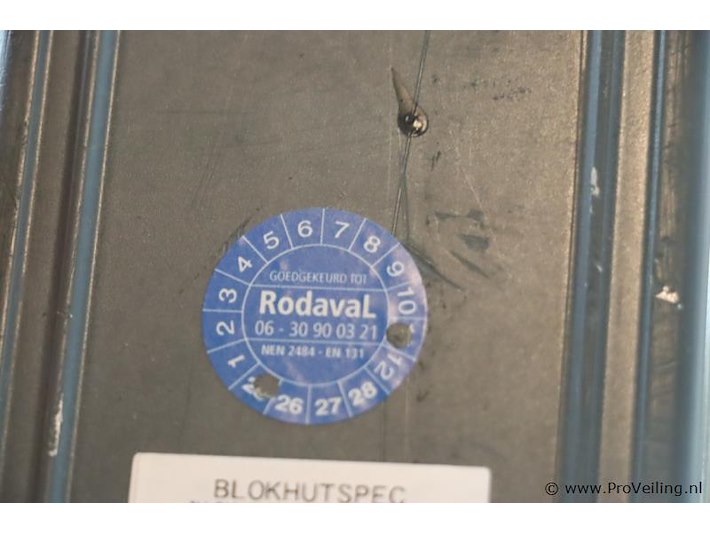 1 2 3 4 5 6 7 8 9 10 12
GOEDGEKEURD TOT
RodavaL
06 - 30 90 03 21
NEN 2484 - EN 131
26 27 28
BLOKHUTSPEC
© www.ProVeiling.nl